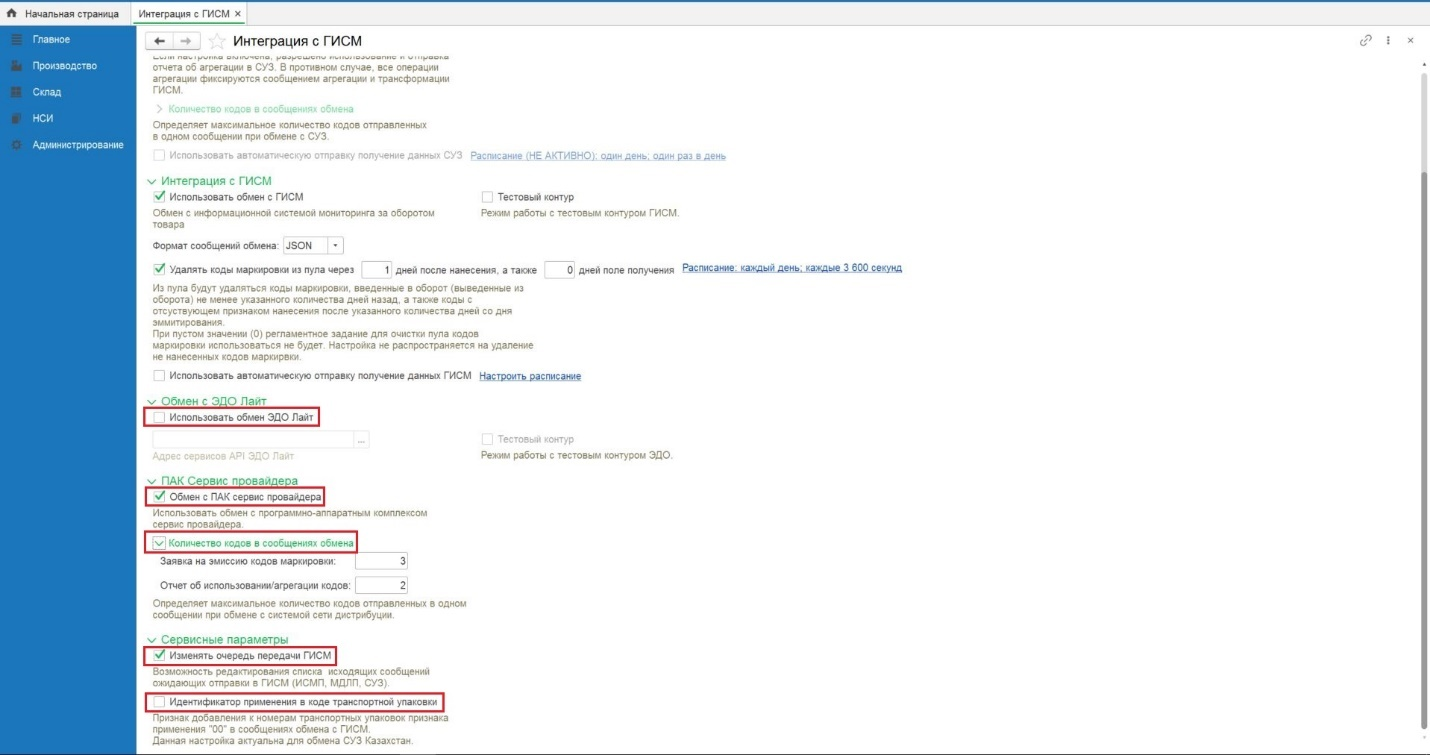 Начальная страница
Интеграция с ГИСМ ×
Главное
Производство
Склад
НСИ
Администрирование
Интеграция с ГИСМ
Если настройка включена, разрешено использование и отправка
отчета об агрегации в СУЗ. В противном случае, все операции
агрегации фиксируются сообщением агрегации и трансформации
ГИСМ.
Количество кодов в сообщениях обмена
Определяет максимальное количество кодов отправленных
в одном сообщении при обмене с СУЗ.
Использовать автоматическую отправку получение данных СУЗ Расписание (НЕ АКТИВНО): один день; один раз в день
Интеграция с ГИСМ
Использовать обмен с ГИСМ Тестовый контур
Обмен с информационной системой мониторинга за оборотом Режим работы с тестовым контуром ГИСМ.
товара
Формат сообщений обмена: JSON
Удалять коды маркировки из пула через 1 дней после нанесения, а также 0 дней поле получения Расписание: каждый день; каждые 3 600 секунд
Из пула будут удаляться коды маркировки, введенные в оборот (выведенные из
оборота) не менее указанного количества дней назад, а также коды с
отсуствующем признаком нанесения после указанного количества дней со дня
эммитирования.
При пустом значении (0) регламентное задание для очистки пула кодов
маркировки использоваться не будет. Настройка не распространяется на удаление
не нанесенных кодов маркирвки.
Использовать автоматическую отправку получение данных ГИСМ Настроить расписание
Обмен с ЭДО Лайт
Использовать обмен ЭДО Лайт
... Тестовый контур
Адрес сервисов API ЭДО Лайт Режим работы с тестовым контуром ЭДО.
ПАК Сервис провайдера
Обмен с ПАК сервис провайдера
Использовать обмен с программно-аппаратным комплексом
сервис провайдера.
Количество кодов в сообщениях обмена
Заявка на эмиссию кодов маркировки: 3
Отчет об использовании/агрегации кодов: 2
Определяет максимальное количество кодов отправленных в одном
сообщении при обмене с системой сети дистрибуции.
Сервисные параметры
Изменять очередь передачи ГИСМ
Возможность редактирования списка исходящих сообщений
ожидающих отправки в ГИСМ (ИСМП, МДЛП, СУЗ).
Идентификатор применения в коде транспортной упаковки
Признак добавления к номерам транспортных упаковок признака
применения "00" в сообщениях обмена с ГИСМ.
Данная настройка актуальна для обмена СУЗ Казахстан.